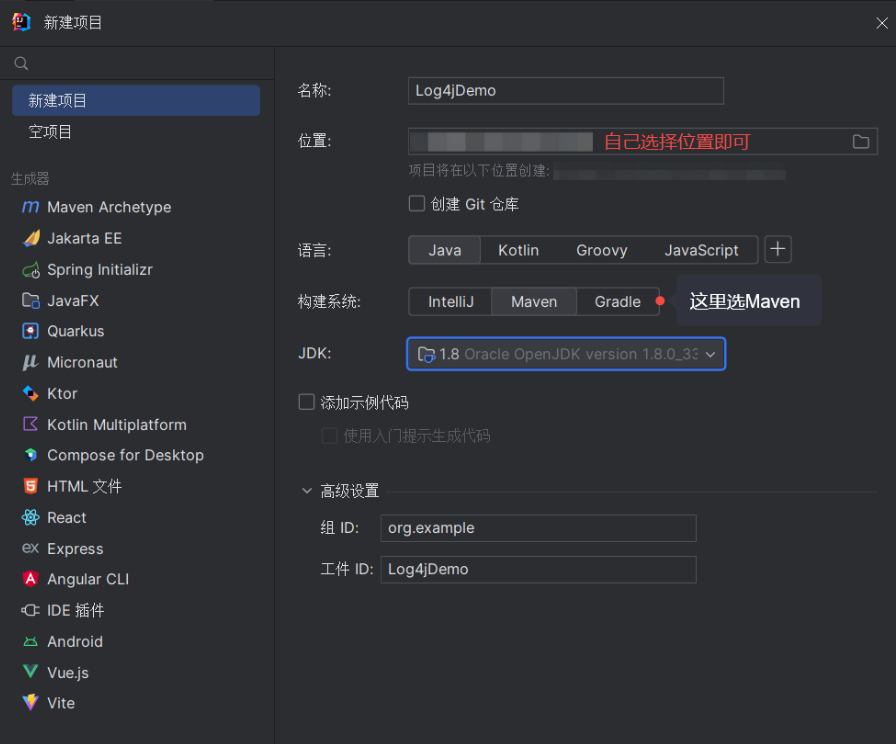 新建项目
新建项目
空项目
生成器
Maven Archetype
Jakarta EE
Spring Initializr
JavaFX
Quarkus
Micronaut
Ktor
Kotlin Multiplatform
Compose for Desktop
HTML 文件
React
Express
Angular CLI
IDE 插件
Android
Vue.js
Vite
名称: Log4jDemo
位置: 自己选择位置即可
项目将在以下位置创建:
创建 Git 仓库
语言: Java Kotlin Groovy JavaScript
构建系统: IntelliJ Maven Gradle 这里选Maven
JDK: 1.8 Oracle OpenJDK version 1.8.0_33
添加示例代码
使用入门提示生成代码
高级设置
组 ID: org.example
工件 ID: Log4jDemo